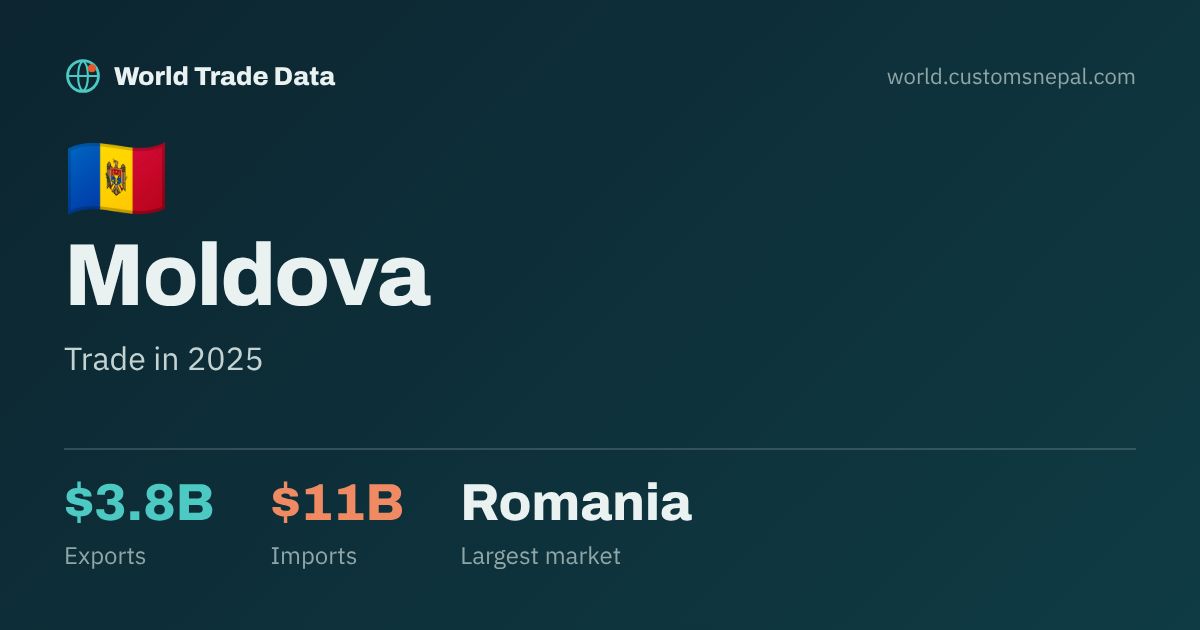 World Trade Data
world.customsnepal.com
Moldova
Trade in 2025
$3.8B $11B Romania
Exports Imports Largest market